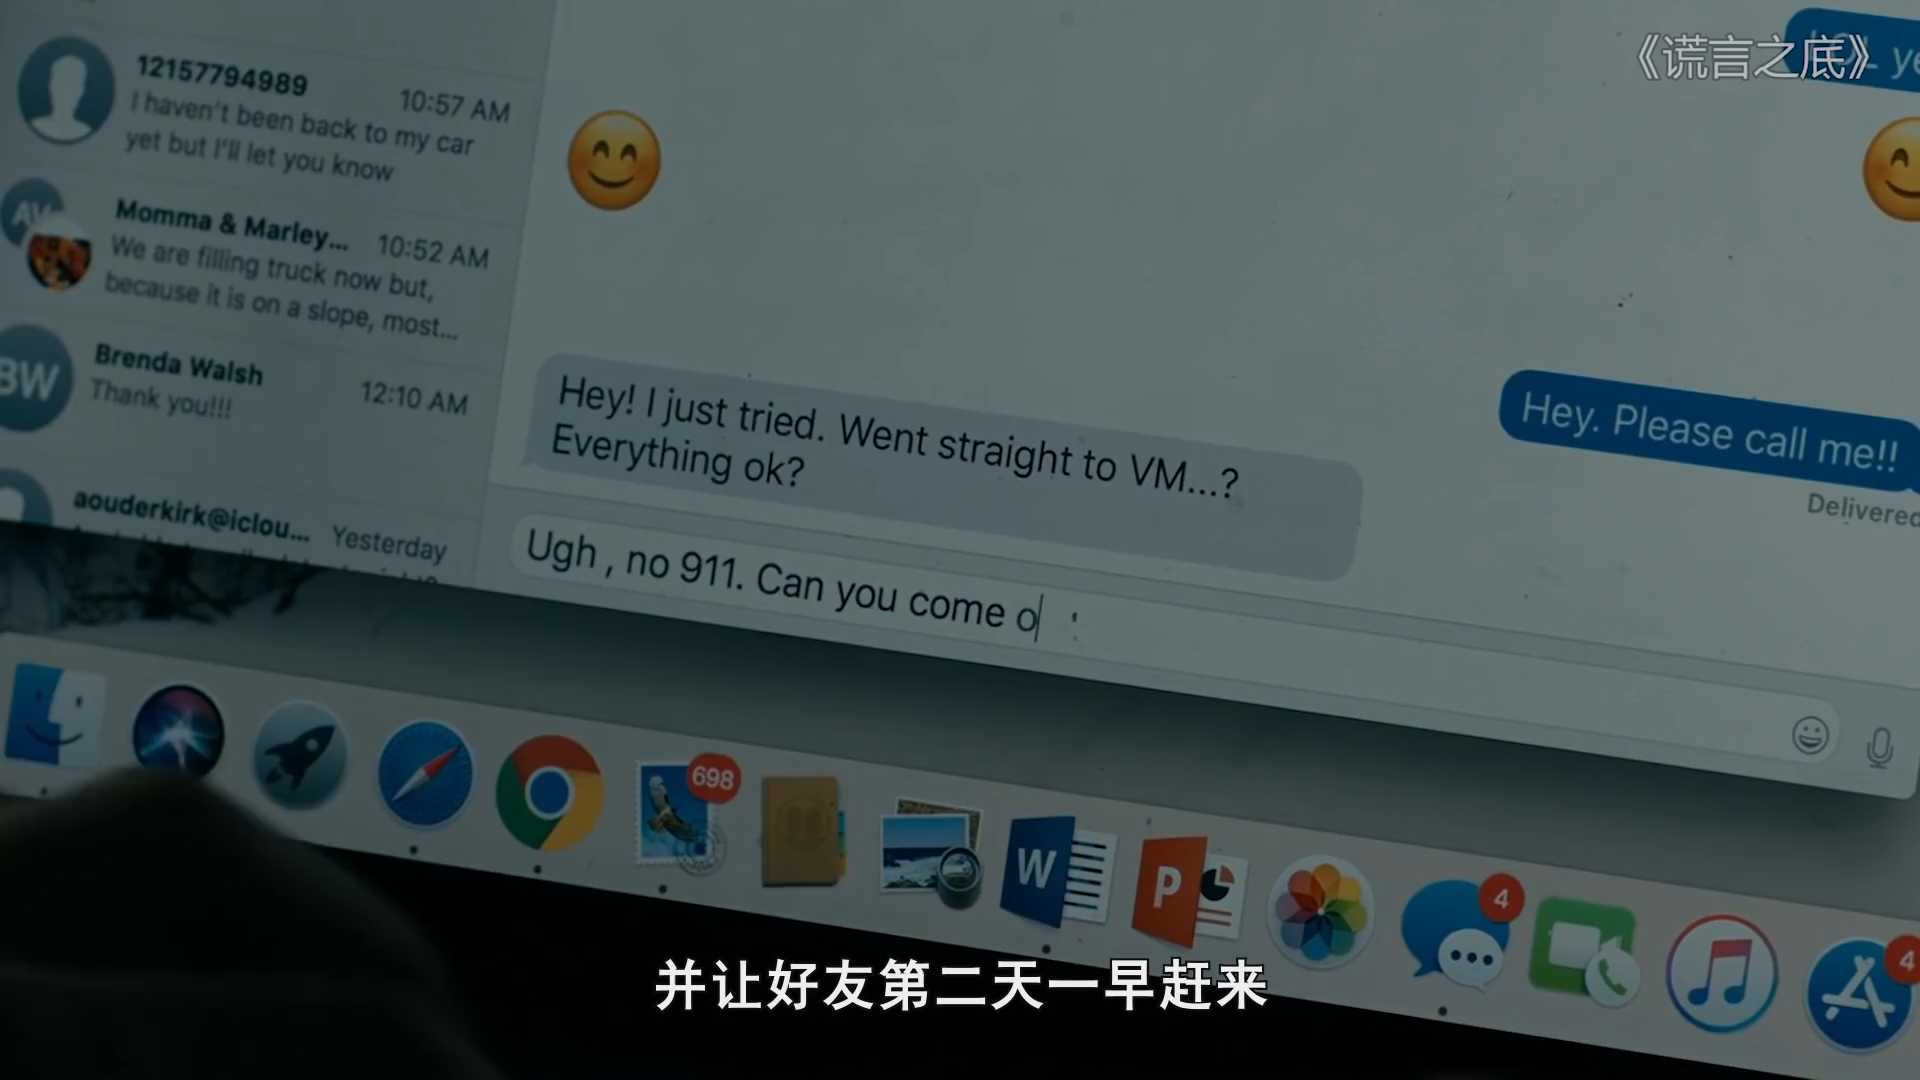 《谎言之底》
12157794989
10:57 AM
I haven't been back to my car
yet but I'll let you know
Momma & Marley...
10:52 AM
We are filling truck now but,
because it is on a slope, most...
BW
Brenda Walsh
12:10 AM
Thank you!!!
aouderkirk@iclou...
Yesterday
Hey. Please call me!!
Delivered
Hey! I just tried. Went straight to VM...?
Everything ok?
Ugh , no 911. Can you come o
698
W
P
4
4
并让好友第二天一早赶来